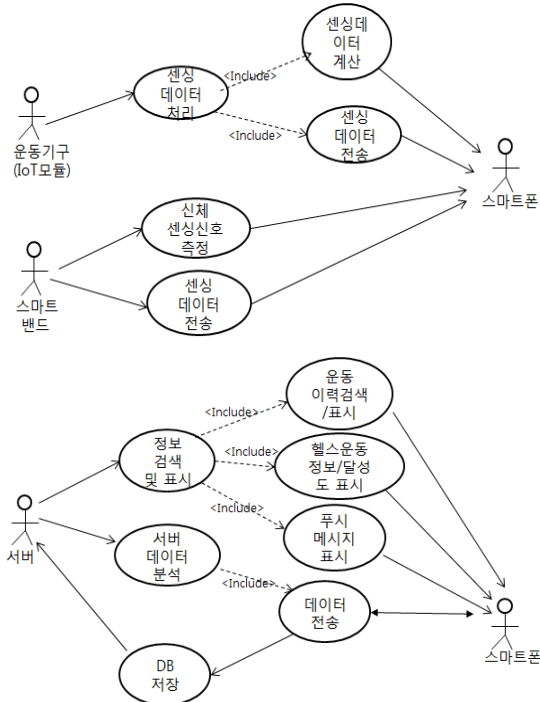 센싱데
이터
계산
<Include>
센싱
데이터
처리
<Include>
센싱
데이터
전송
운동기구
(IoT모듈)
스마트폰
신체
센싱신호
측정
스마트
밴드
센싱
데이터
전송
운동
이력검색
/표시
<Include>
정보
검색
및 표시
<Include>
헬스운동
정보/달성
도 표시
<Include>
푸시
메시지
표시
서버
서버
데이터
분석
<Include>
데이터
전송
스마트폰
DB
저장